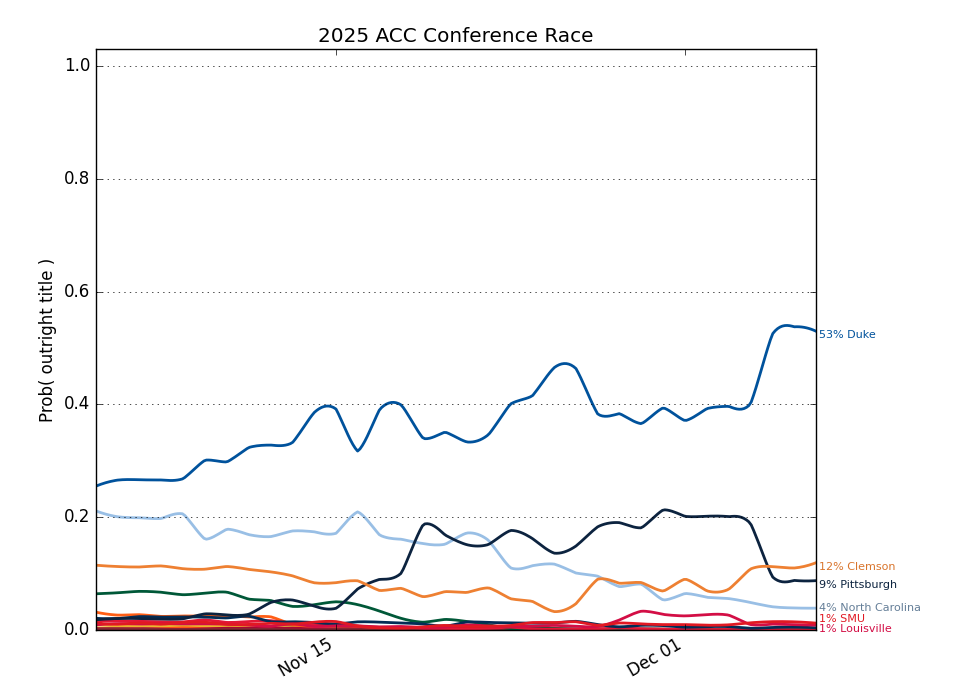 2025 ACC Conference Race
Prob( outright title )
1.0
0.8
0.6
0.4
0.2
0.0
Nov 15
Dec 01
53% Duke
12% Clemson
9% Pittsburgh
4% North Carolina
1% SMU
1% Louisville